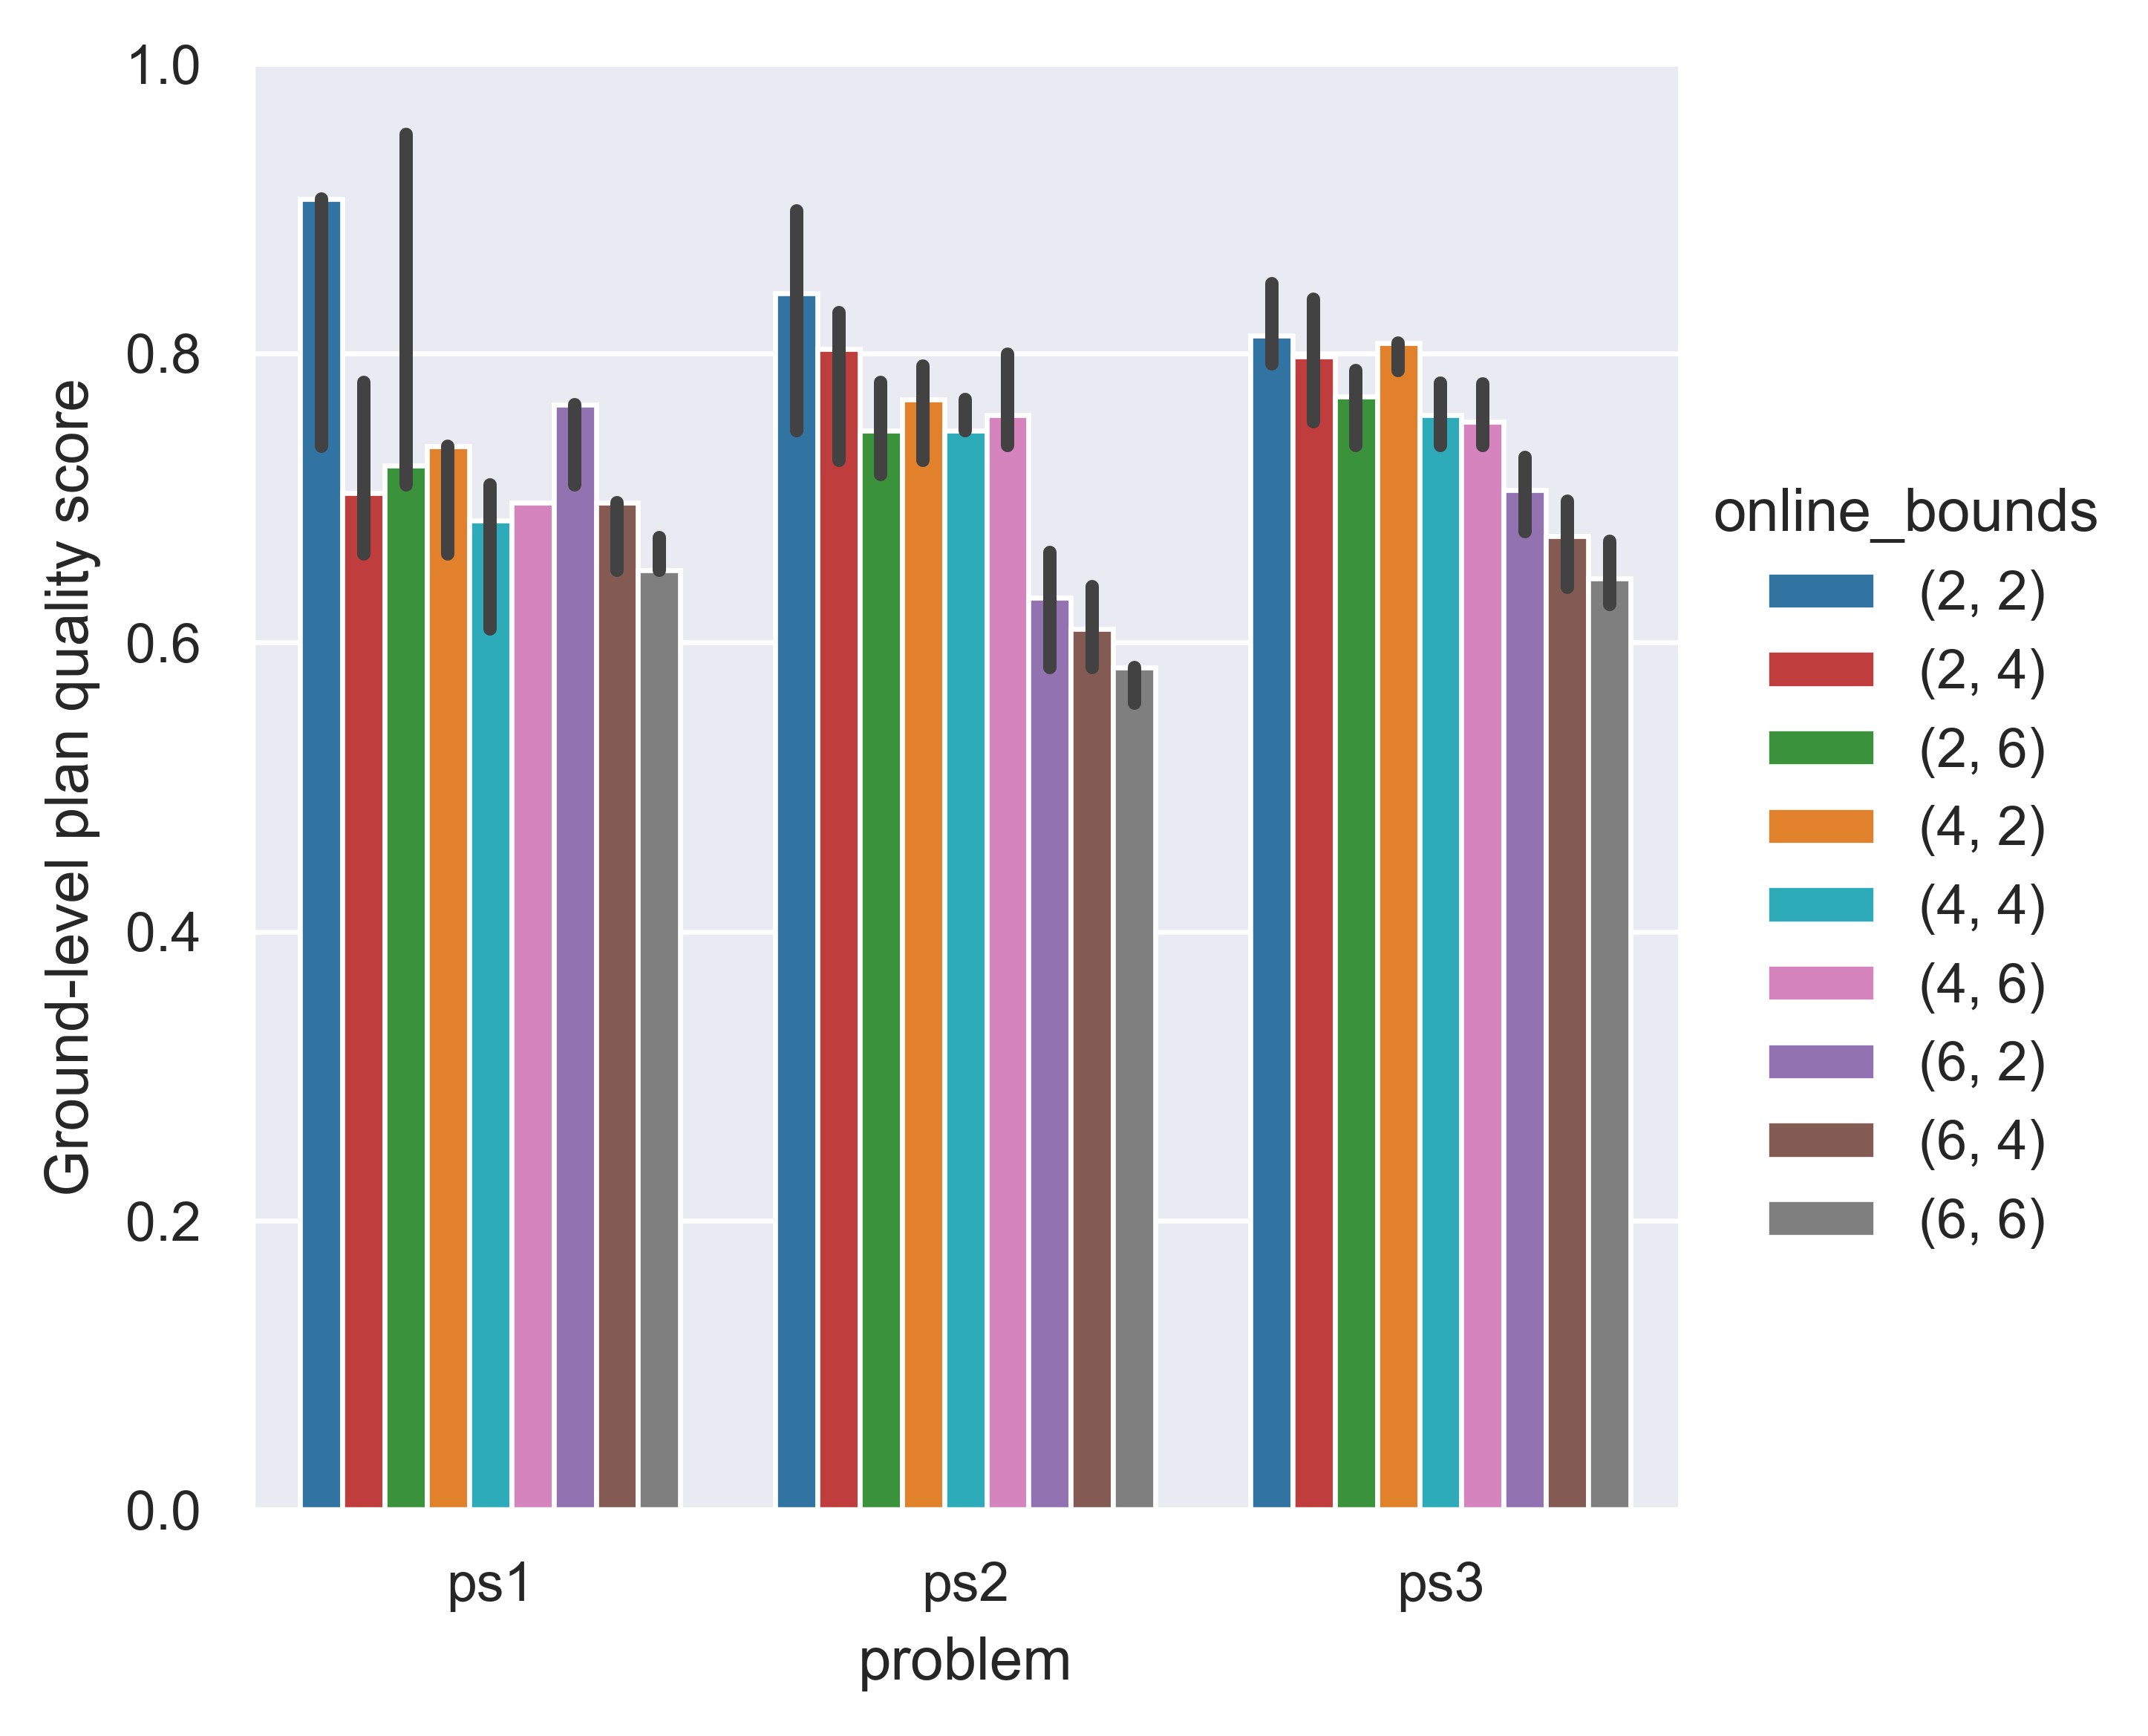 1.0
0.8
0.6
0.4
0.2
0.0
Ground-level plan quality score
ps1
ps2
ps3
problem
online_bounds
(2, 2)
(2, 4)
(2, 6)
(4, 2)
(4, 4)
(4, 6)
(6, 2)
(6, 4)
(6, 6)